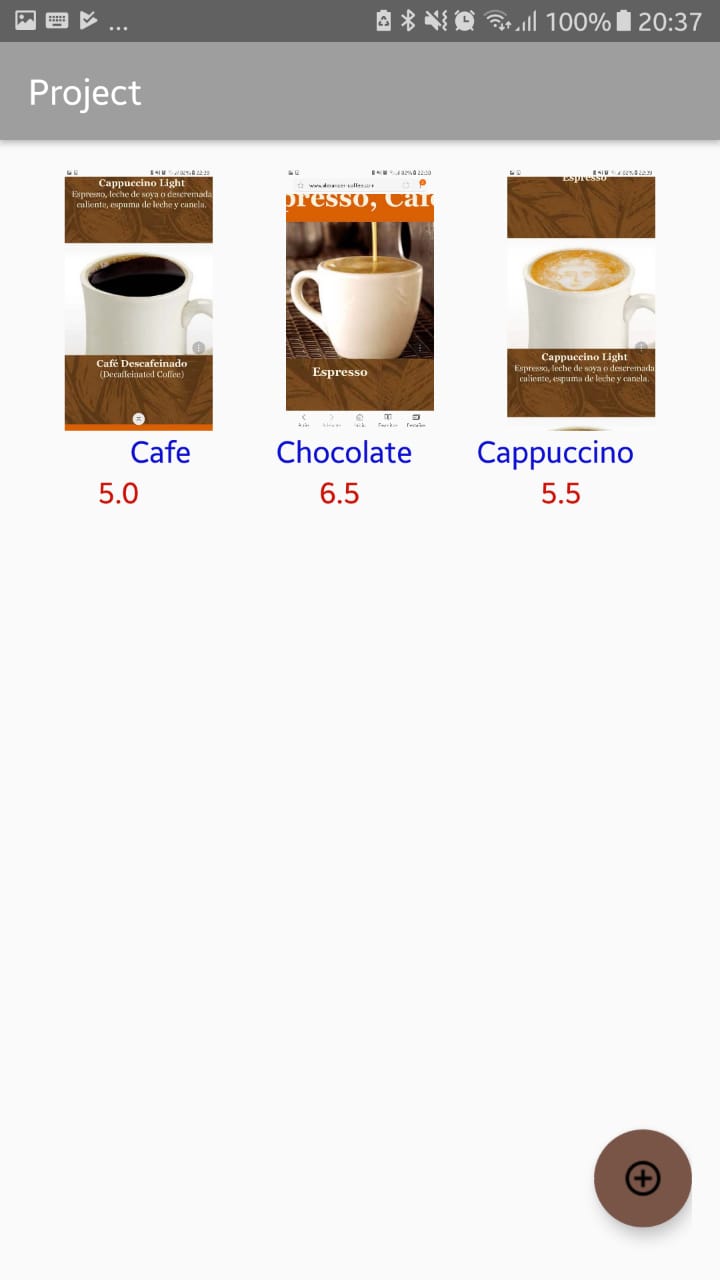 ... 100% 20:37
Project
Cappuccino Light
Espresso, leche de soya o descremada
caliente, espuma de leche y canela.
Café Descafeinado
(Decaffeinated Coffee)
presso, Cafe
Espresso
Espresso
Cappuccino Light
Espresso, leche de soya o descremada
caliente, espuma de leche y canela.
Cafe
Chocolate
Cappuccino
5.0
6.5
5.5